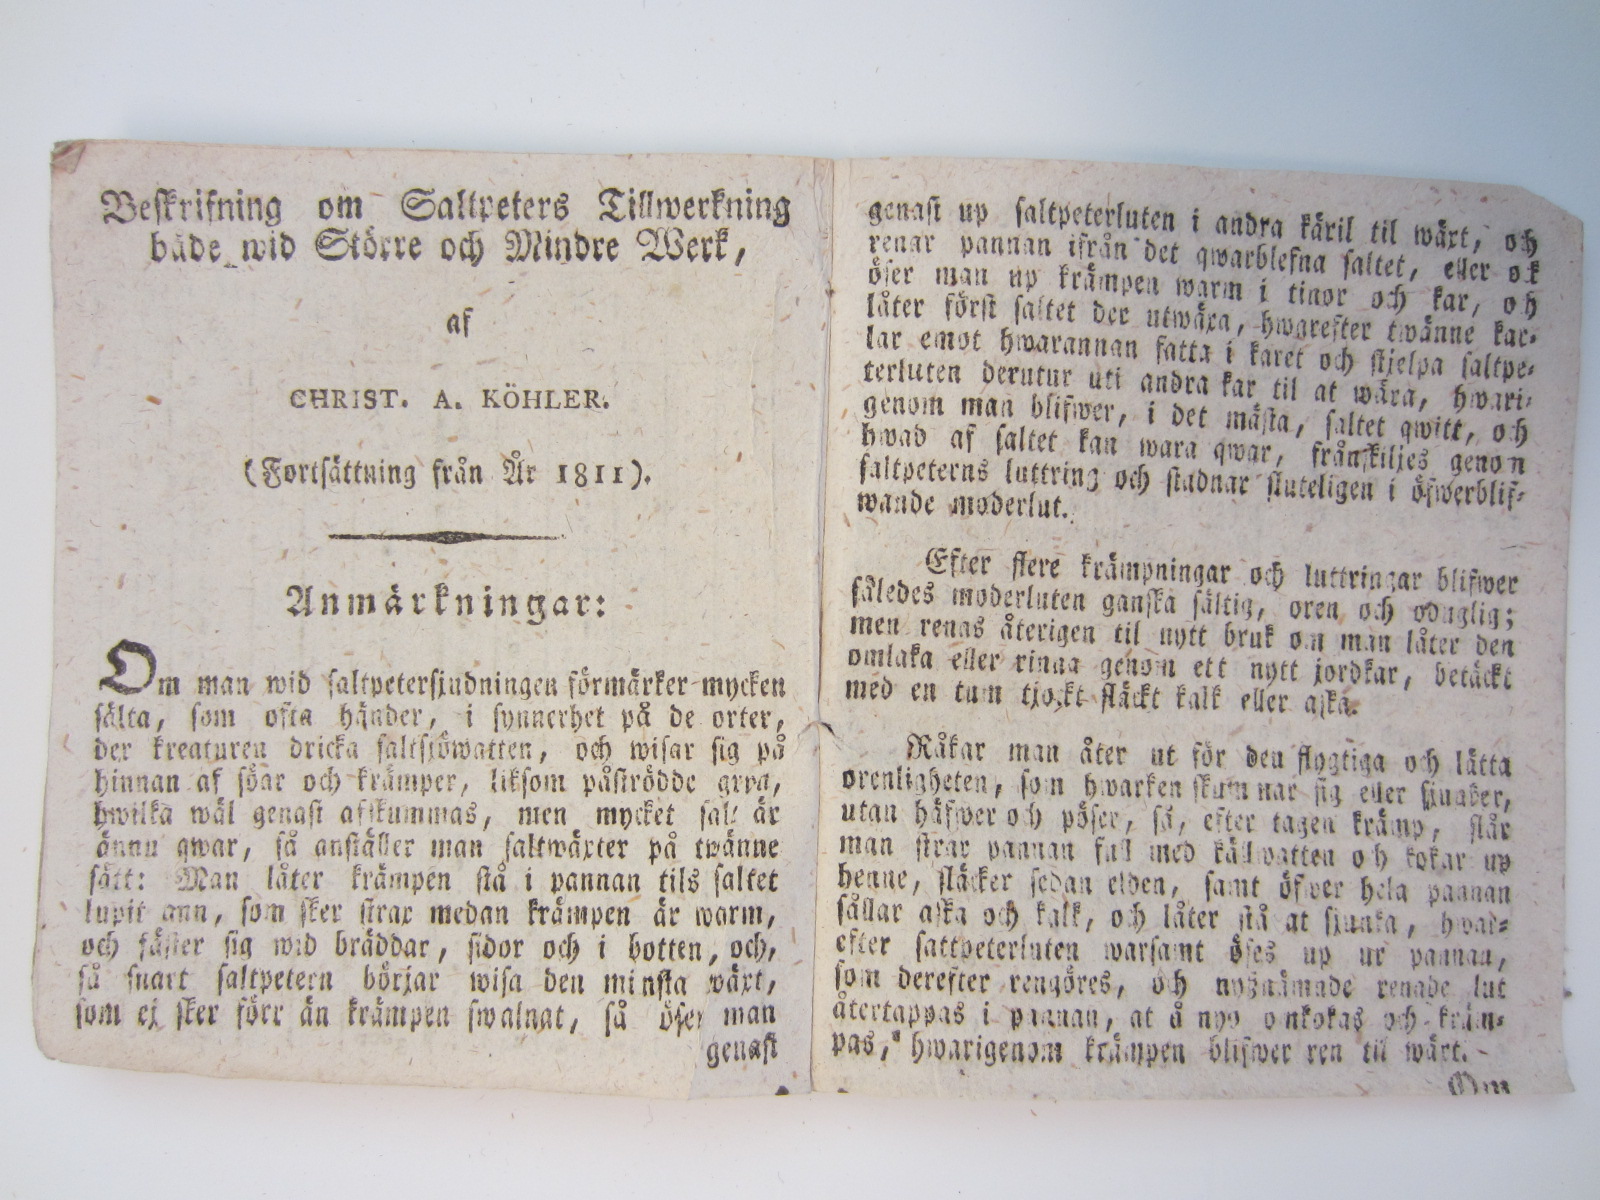 Beskrifning om Saltpeters Tillwerkning
både wid Större och Mindre Werk,
af
CHRIST. A. KÖHLER.
(Fortsättning från År 1811).
Anmärkningar:
Om man wid saltpetersjudningen förmärker mycken
sälta, som ofta händer, i synnerhet på de orter,
der kreaturen dricka saltsjöwatten, och wisar sig på
hinnan af söar och krämper, liksom påströdde gryn,
hwilka wäl genast afskummas, men mycket salt är
ännu qwar, så anställer man saltwäxter på twänne
sätt: Man låter krämpen stå i pannan tils saltet
lupit ann, som sker strax medan krämpen är warm,
och fäster sig wid bräddar, sidor och i botten, och,
så snart saltpetern börjar wisa den minsta wäxt,
som ej sker förr än krämpen swalnat, så öser man
genast
genast up saltpeterluten i andra käril til wäxt, och
renar pannan ifrån det qwarblefna saltet, eller ok
öser man up krämpen warm i tinor och kar, och
låter först saltet der utwäxa, hwarefter twänne kar-
lar emot hwarannan fatta i karet och stjelpa saltpe-
terluten derutur uti andra kar til at wäxa, hwari-
genom man blifwer, i det mästa, saltet qwitt, och
hwad af saltet kan wara qwar, frånskiljes genon
saltpeterns luttring och stadnar sluteligen i öfwerblif-
wande moderlut.
Efter flere krämpningar och luttringar blifwer
således moderluten ganska sältig, oren och oduglig;
men renas återigen til nytt bruk om man låter den
omlaka eller rinna genom ett nytt jordkar, betäckt
med en tum tjockt släckt kalk eller aska.
Råkar man åter ut för den flygtiga och lätta
orenligheten, som hwarken skummar sig eller sjunker,
utan häfwer och pöser, så, efter tagen krämp, slår
man strax pannan full med källwatten och kokar up
henne, släcker sedan elden, samt öfwer hela pannan
sållar aska och kalk, och låter stå at sjunka, hwar-
efter saltpeterluten warsamt öses up ur pannan,
som derefter rengöres, och nyßnämnde renade lut
återtappas i pannan, at å nyo omkokas och kräm-
pas, hwarigenom krämpen blifwer ren til wäxt.
Om